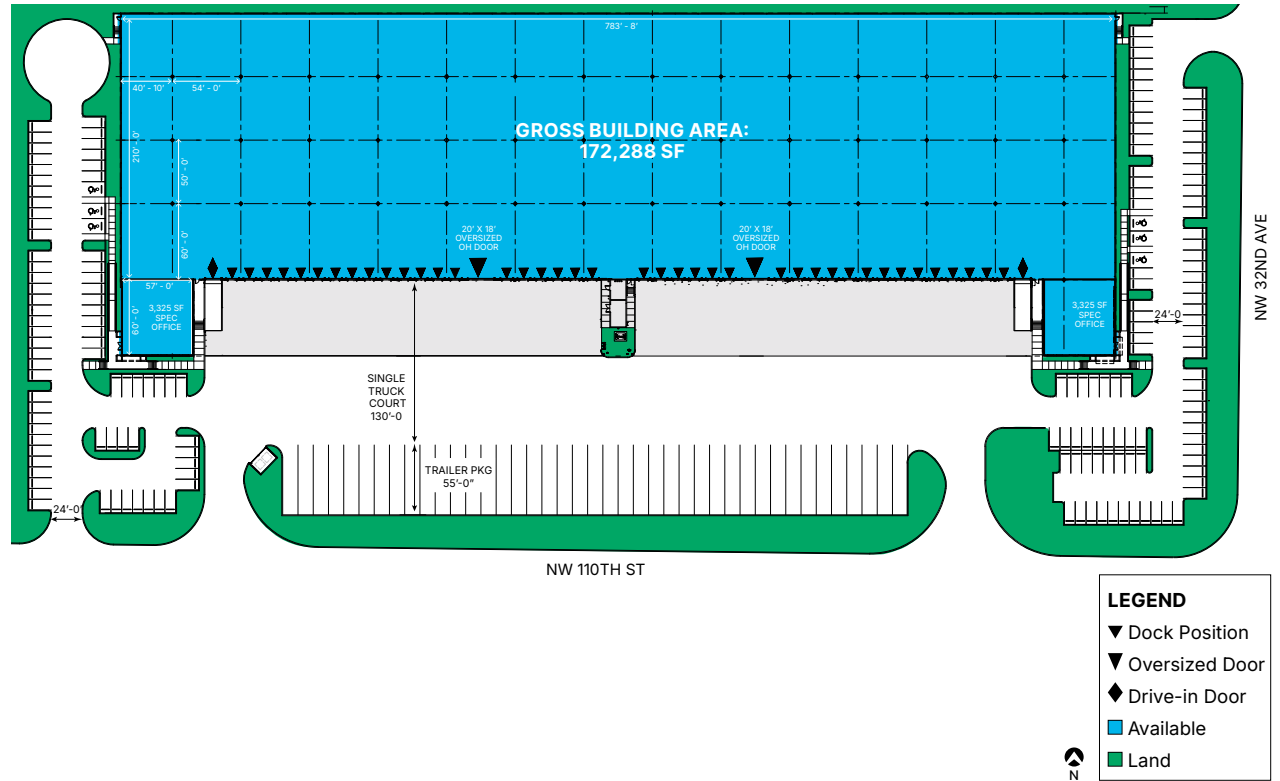 783' - 8'
40' - 10'
54' - 0'
210' - 0'
GROSS BUILDING AREA:
172,288 SF
50' - 0'
60' - 0'
20' X 18'
OVERSIZED
OH DOOR
20' X 18'
OVERSIZED
OH DOOR
57' - 0'
3,325 SF
SPEC
OFFICE
60' - 0'
3,325 SF
SPEC
OFFICE
24'-0
NW 32ND AVE
SINGLE
TRUCK
COURT
130'-0
TRAILER PKG
55'-0"
24'-0'
NW 110TH ST
LEGEND
Dock Position
Oversized Door
Drive-in Door
Available
Land
N